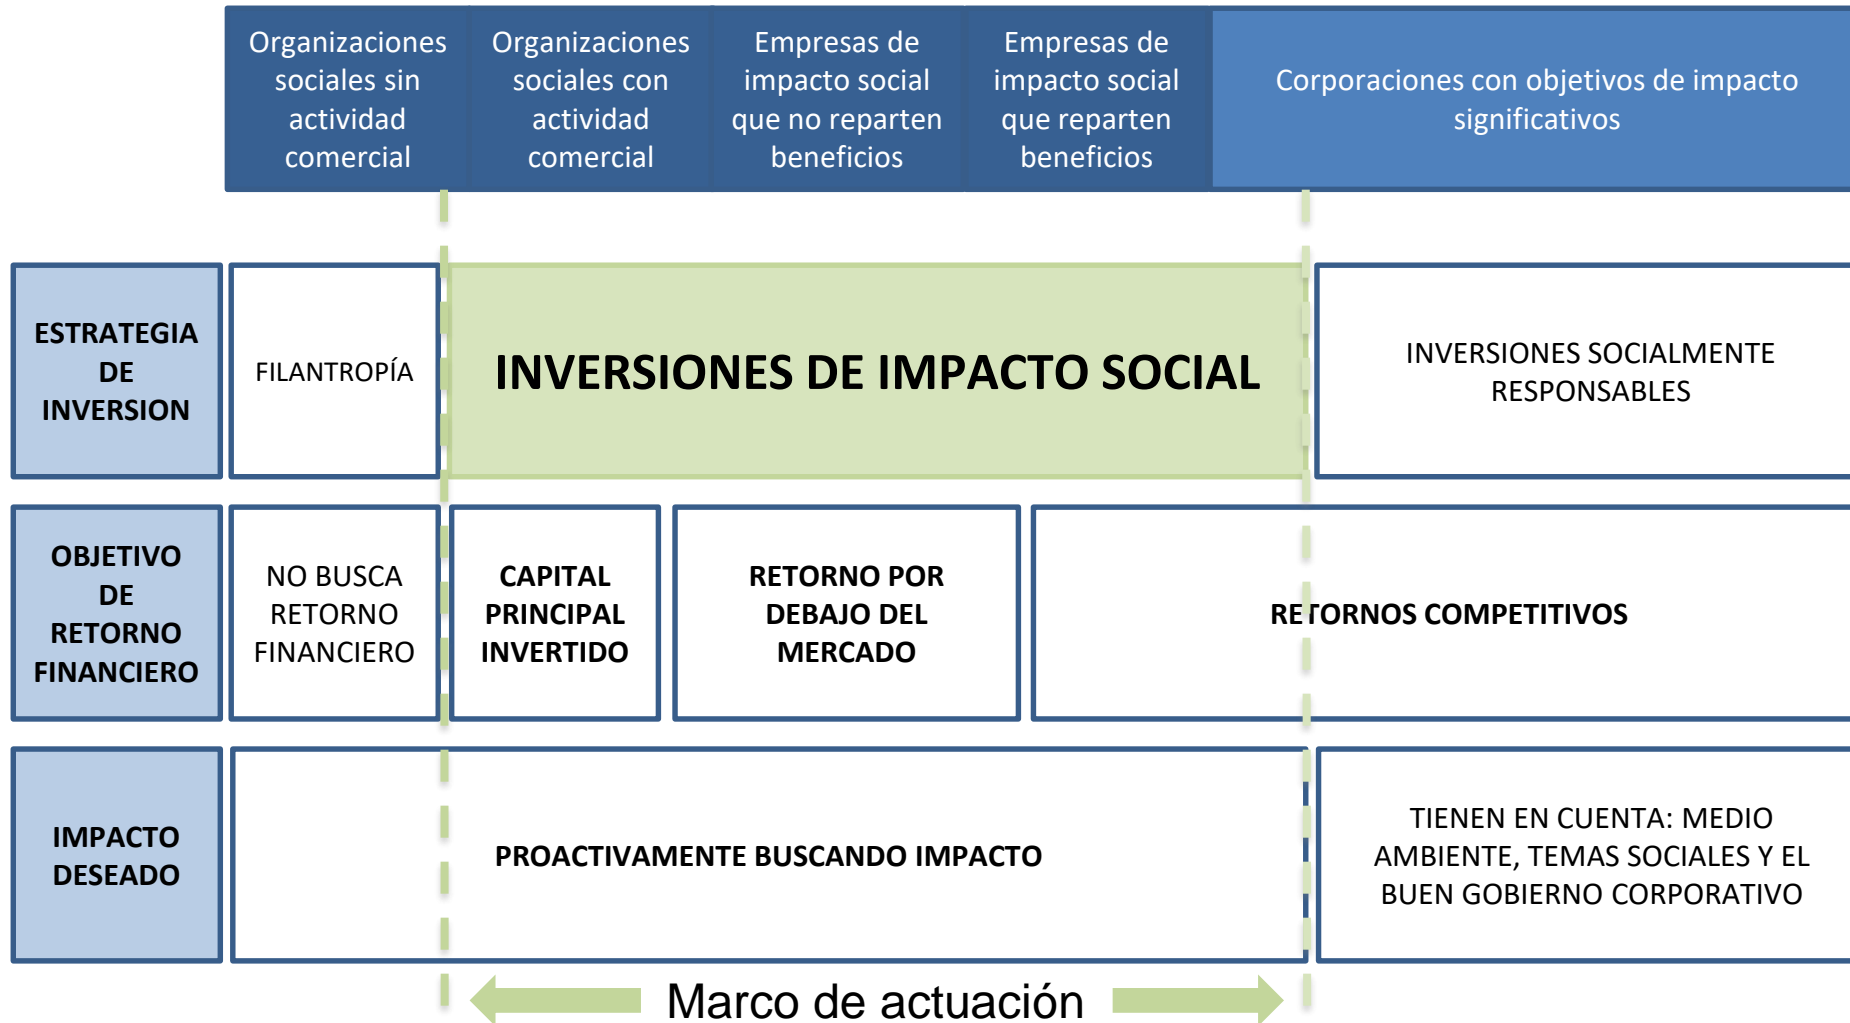 Organizaciones
sociales sin
actividad
comercial
Organizaciones
sociales con
actividad
comercial
Empresas de
impacto social
que no reparten
beneficios
Empresas de
impacto social
que reparten
beneficios
Corporaciones con objetivos de impacto
significativos
ESTRATEGIA
DE
INVERSION
FILANTROPÍA
INVERSIONES DE IMPACTO SOCIAL
INVERSIONES SOCIALMENTE
RESPONSABLES
OBJETIVO
DE
RETORNO
FINANCIERO
NO BUSCA
RETORNO
FINANCIERO
CAPITAL
PRINCIPAL
INVERTIDO
RETORNO POR
DEBAJO DEL
MERCADO
RETORNOS COMPETITIVOS
IMPACTO
DESEADO
PROACTIVAMENTE BUSCANDO IMPACTO
TIENEN EN CUENTA: MEDIO
AMBIENTE, TEMAS SOCIALES Y EL
BUEN GOBIERNO CORPORATIVO
Marco de actuación